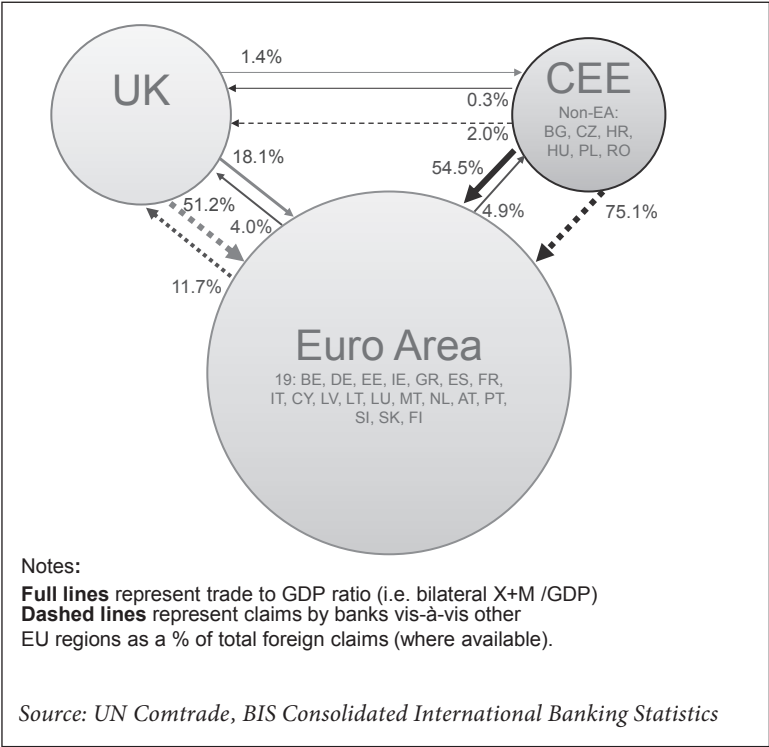 1.4%
UK
CEE
Non-EA:
BG, CZ, HR,
HU, PL, RO
0.3%
2.0%
18.1%
54.5%
51.2%
4.0%
4.9%
75.1%
11.7%
Euro Area
19: BE, DE, EE, IE, GR, ES, FR,
IT, CY, LV, LT, LU, MT, NL, AT, PT,
SI, SK, FI
Notes:
Full lines represent trade to GDP ratio (i.e. bilateral X+M /GDP)
Dashed lines represent claims by banks vis-à-vis other
EU regions as a % of total foreign claims (where available).
Source: UN Comtrade, BIS Consolidated International Banking Statistics